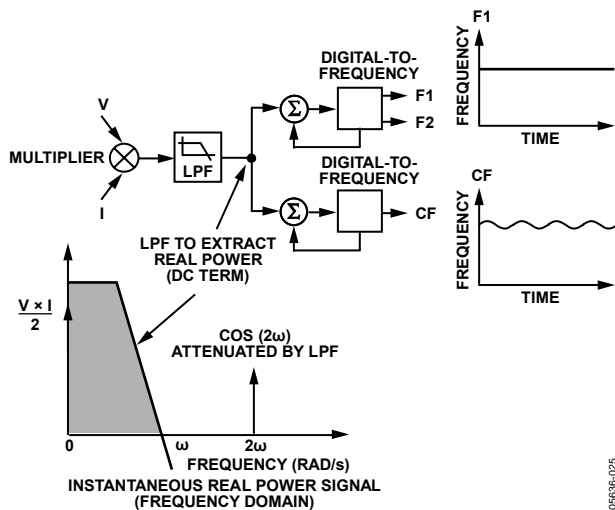 F1
FREQUENCY
TIME
DIGITAL-TO-
FREQUENCY
Σ
F1
F2
V
MULTIPLIER
I
LPF
DIGITAL-TO-
FREQUENCY
Σ
CF
CF
FREQUENCY
TIME
LPF TO EXTRACT
REAL POWER
(DC TERM)
V × I
2
COS (2ω)
ATTENUATED BY LPF
0
ω
2ω
FREQUENCY (RAD/s)
INSTANTANEOUS REAL POWER SIGNAL
(FREQUENCY DOMAIN)
05636-025